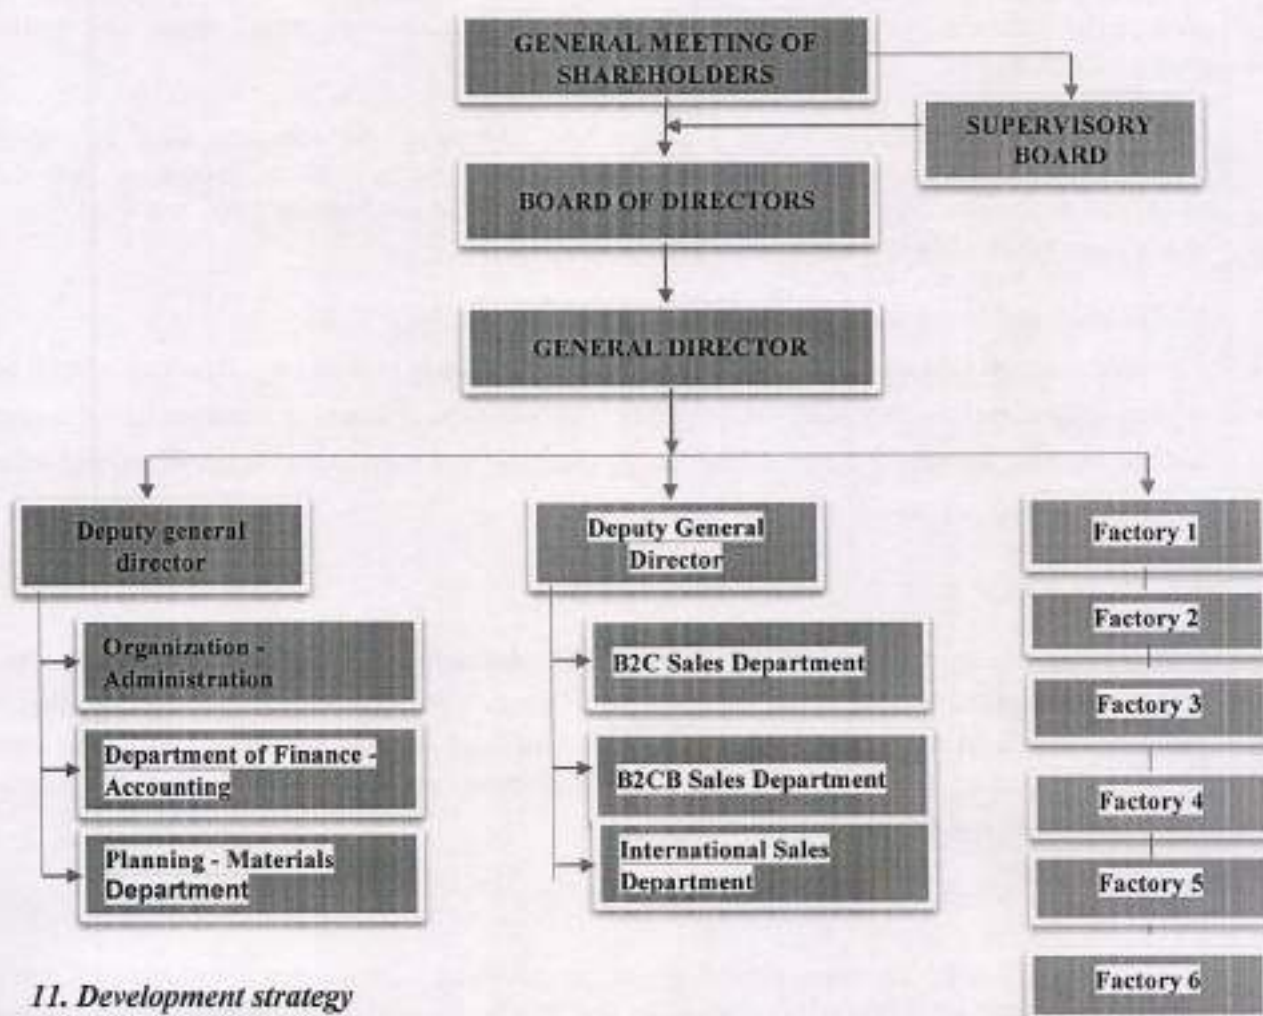 GENERAL MEETING OF
SHAREHOLDERS
SUPERVISORY
BOARD
BOARD OF DIRECTORS
GENERAL DIRECTOR
Deputy general
director
Organization -
Administration
Department of Finance -
Accounting
Planning - Materials
Department
Deputy General
Director
B2C Sales Department
B2CB Sales Department
International Sales
Department
Factory 1
Factory 2
Factory 3
Factory 4
Factory 5
Factory 6
11. Development strategy